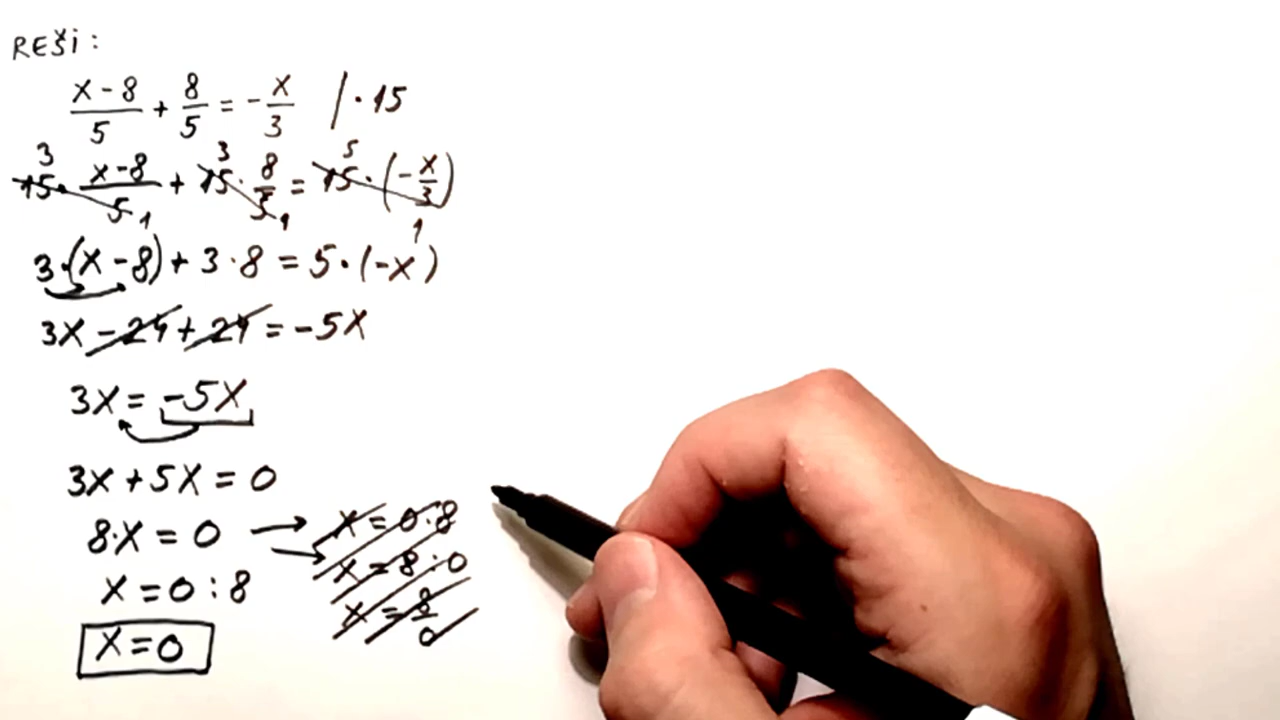 REŠi:
x-8/5 + 8/5 = -x/3 /·15
15· x-8/5 + 15· 8/5 = 15·(-x/3)
3·(x-8)+3·8=5·(-x)
3x-24+24=-5x
3x=-5x
3x+5x=0
8·x=0 → x=0·8
x=8:0
x=0:8
x=8/0
x=0